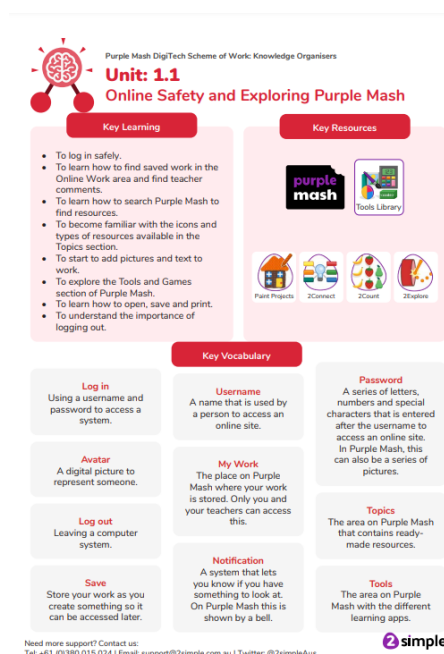 Purple Mash DigiTech Scheme of Work: Knowledge Organisers
Unit: 1.1
Online Safety and Exploring Purple Mash
Key Learning
• To log in safely.
• To learn how to find saved work in the
Online Work area and find teacher
comments.
• To learn how to search Purple Mash to
find resources.
• To become familiar with the icons and
types of resources available in the
Topics section.
• To start to add pictures and text to
work.
• To explore the Tools and Games
section of Purple Mash.
• To learn how to open, save and print.
• To understand the importance of
logging out.
Key Resources
purple
mash
Tools Library
Paint Projects
2Connect
2Count
2Explore
Key Vocabulary
Log in
Using a username and
password to access a
system.
Avatar
A digital picture to
represent someone.
Log out
Leaving a computer
system.
Save
Store your work as you
create something so it
can be accessed later.
Username
A name that is used by
a person to access an
online site.
My Work
The place on Purple
Mash where your work
is stored. Only you and
your teachers can access
this.
Notification
A system that lets
you know if you have
something to look at.
On Purple Mash this is
shown by a bell.
Password
A series of letters,
numbers and special
characters that is entered
after the username to
access an online site.
In Purple Mash, this
can also be a series of
pictures.
Topics
The area on Purple Mash
that contains ready-
made resources.
Tools
The area on Purple
Mash with the different
learning apps.
Need more support? Contact us:
Tel: +61 (0)380 015 024 | Email: support@2simple.com.au | Twitter: @2simpleAus
2simple